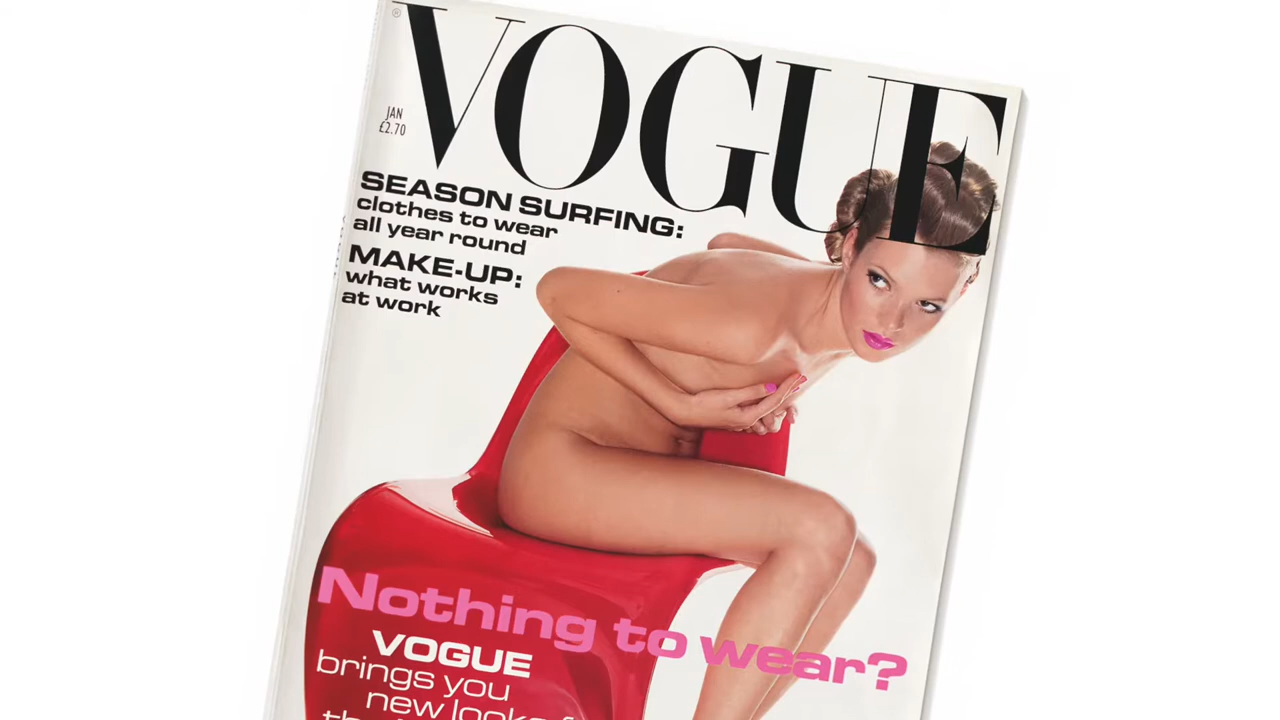 VOGUE
®
JAN
£2.70
SEASON SURFING:
clothes to wear
all year round
MAKE-UP:
what works
at work
Nothing to wear?
VOGUE
brings you
new looks